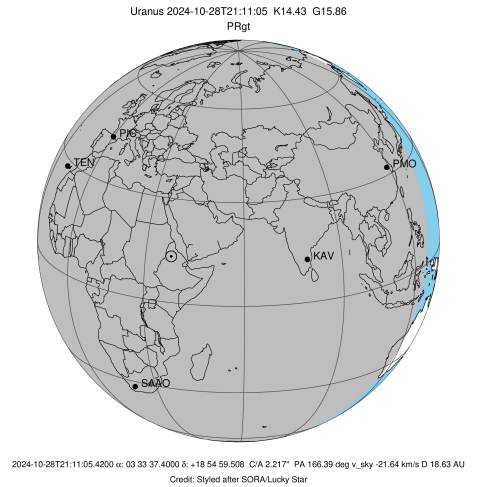 Uranus 2024-10-28T21:11:05 K14.43 G15.86
PRgt
PIC
TEN
PMO
KAV
SAAO
2024-10-28T21:11:05.4200 α: 03 33 37.4000 δ: +18 54 59.508 C/A 2.217" PA 166.39 deg v_sky -21.64 km/s D 18.63 AU
Credit: Styled after SORA/Lucky Star